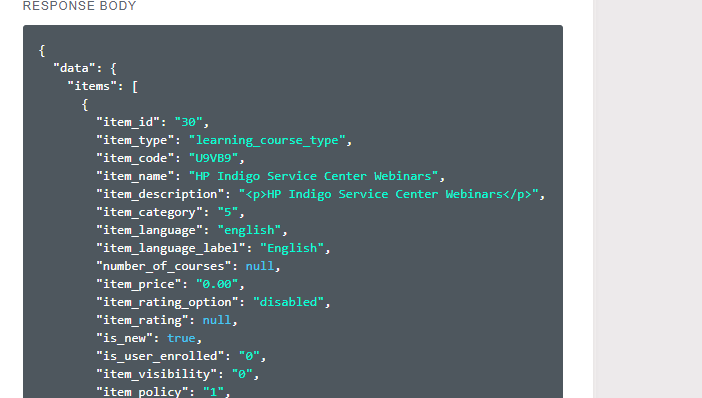 RESPONSE BODY
{
"data": {
"items": [
{
"item_id": "30",
"item_type": "learning_course_type",
"item_code": "U9VB9",
"item_name": "HP Indigo Service Center Webinars",
"item_description": "<p>HP Indigo Service Center Webinars</p>",
"item_category": "5",
"item_language": "english",
"item_language_label": "English",
"number_of_courses": null,
"item_price": "0.00",
"item_rating_option": "disabled",
"item_rating": null,
"is_new": true,
"is_user_enrolled": "0",
"item_visibility": "0",
"item_policy": "1",